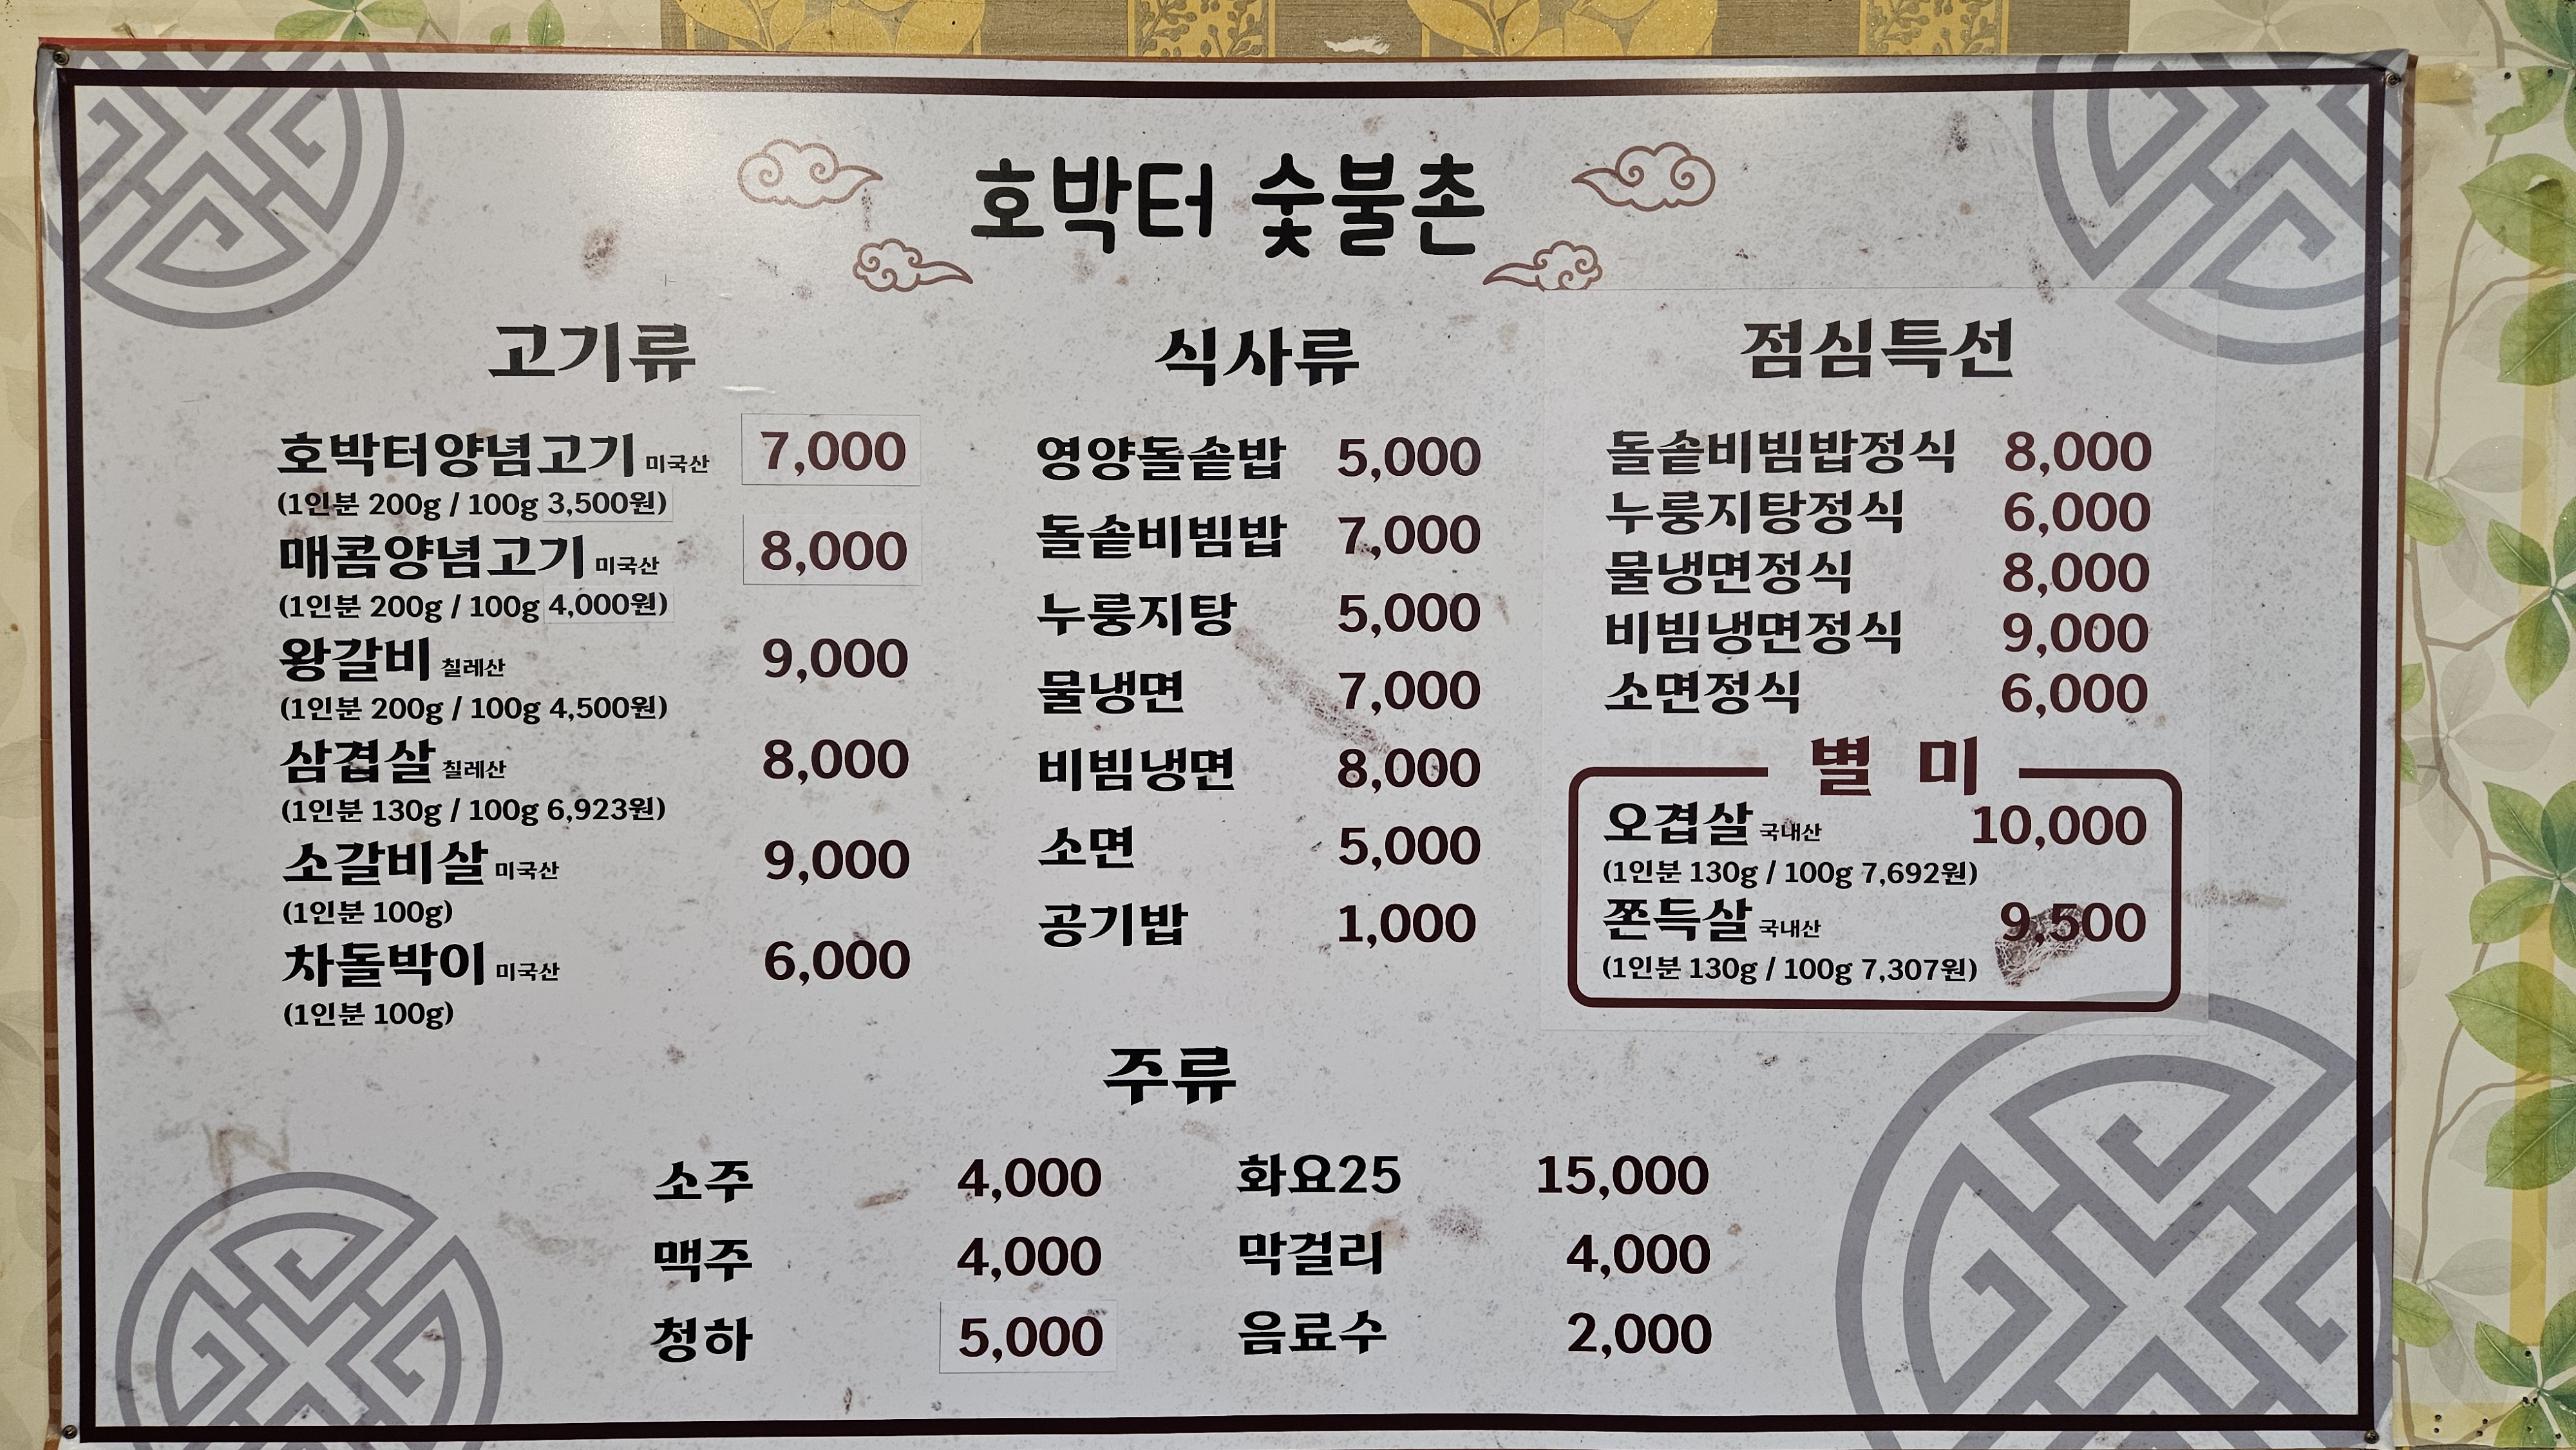 호박터 숯불촌
고기류
호박터양념고기 미국산 7,000
(1인분 200g / 100g 3,500원)
매콤양념고기 미국산 8,000
(1인분 200g / 100g 4,000원)
왕갈비 칠레산 9,000
(1인분 200g / 100g 4,500원)
삼겹살 칠레산 8,000
(1인분 130g / 100g 6,923원)
소갈비살 미국산 9,000
(1인분 100g)
차돌박이 미국산 6,000
(1인분 100g)
식사류
영양돌솥밥 5,000
돌솥비빔밥 7,000
누룽지탕 5,000
물냉면 7,000
비빔냉면 8,000
소면 5,000
공기밥 1,000
점심특선
돌솥비빔밥정식 8,000
누룽지탕정식 6,000
물냉면정식 8,000
비빔냉면정식 9,000
소면정식 6,000
별 미
오겹살 국내산 10,000
(1인분 130g / 100g 7,692원)
쫀득살 국내산 9,500
(1인분 130g / 100g 7,307원)
주류
소주 4,000
맥주 4,000
청하 5,000
화요25 15,000
막걸리 4,000
음료수 2,000